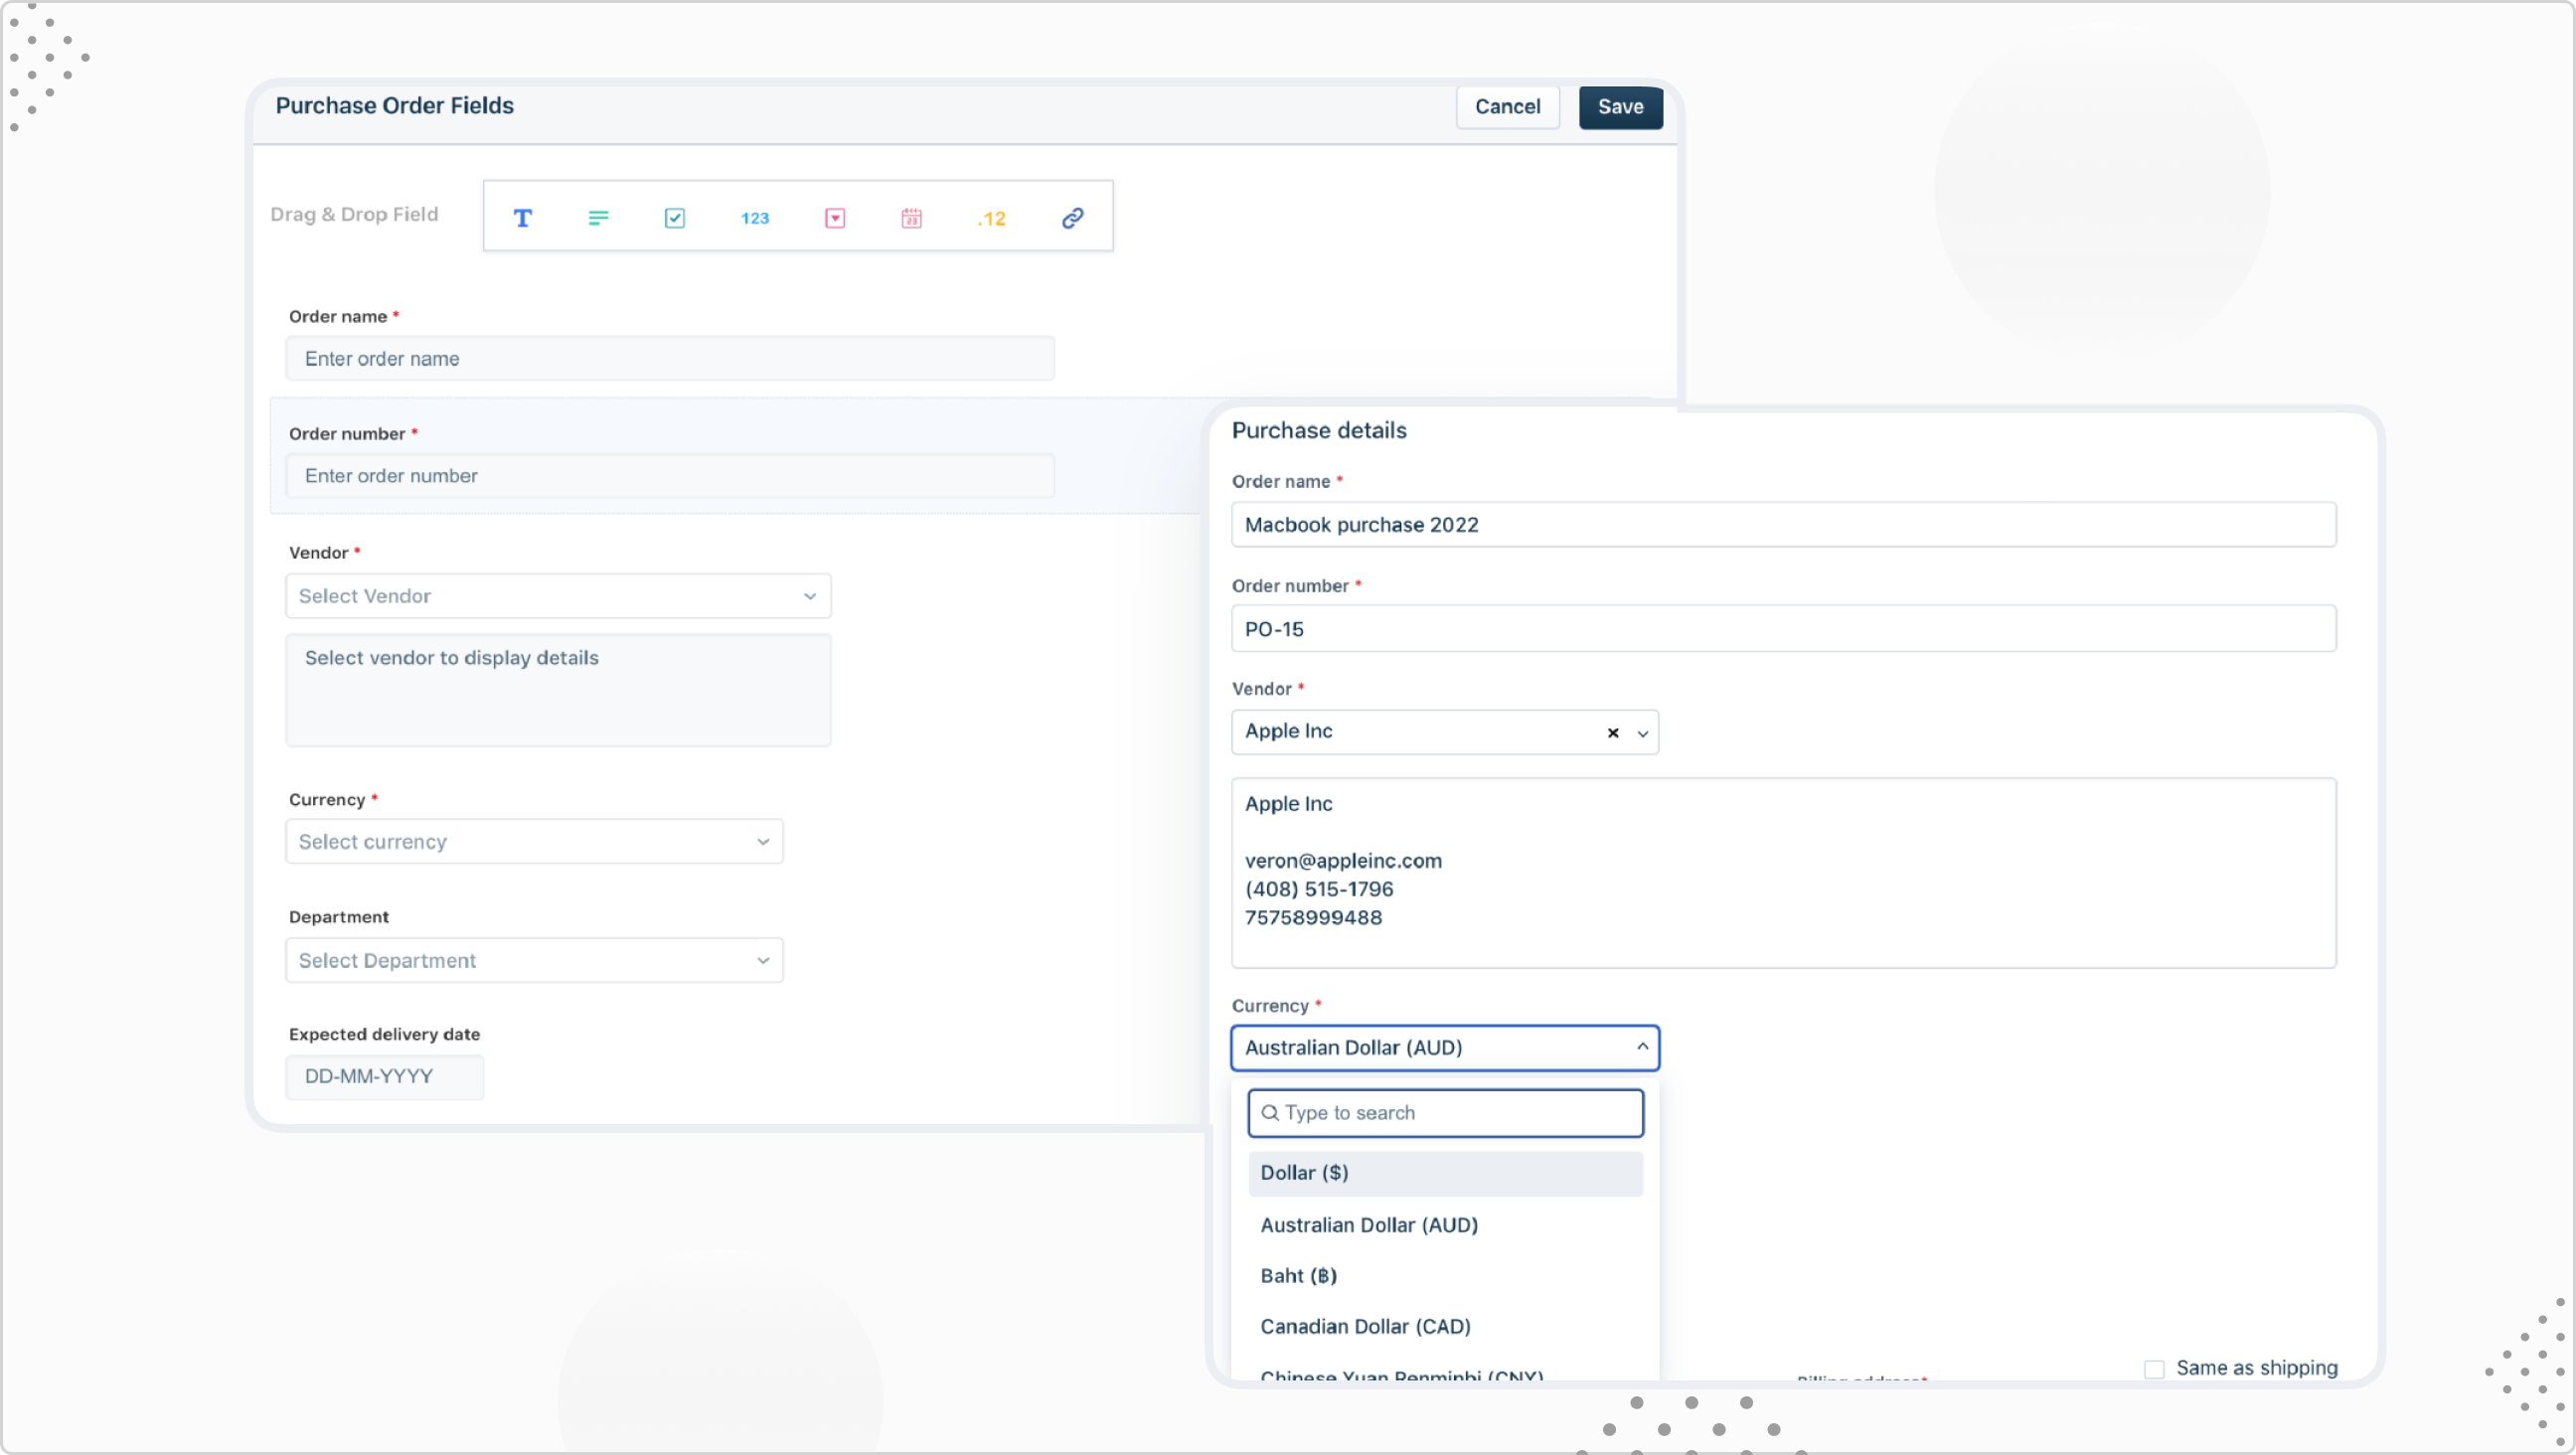 Purchase Order Fields
Cancel
Save
Drag & Drop Field
T
123
23
.12
Order name *
Enter order name
Order number *
Enter order number
Vendor *
Select Vendor
Select vendor to display details
Currency *
Select currency
Department
Select Department
Expected delivery date
DD-MM-YYYY
Purchase details
Order name *
Macbook purchase 2022
Order number *
PO-15
Vendor *
Apple Inc
Apple Inc
veron@appleinc.com
(408) 515-1796
75758999488
Currency *
Australian Dollar (AUD)
Type to search
Dollar ($)
Australian Dollar (AUD)
Baht (฿)
Canadian Dollar (CAD)
Chinese Yuan Renminbi (CNY)
Billing address*
Same as shipping